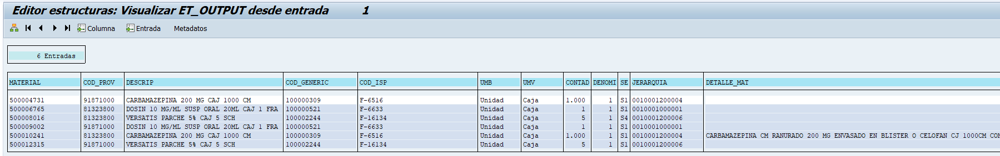 Editor estructuras: Visualizar ET_OUTPUT desde entrada 1
Columna Entrada Metadatos
6 Entradas
MATERIAL COD_PROV DESCRIP COD_GENERIC COD_ISP UMB UMV CONTAD DENOMI SE JERARQUIA DETALLE_MAT
500004731 91871000 CARBAMAZEPINA 200 MG CAJ 1000 CM 100000309 F-6516 Unidad Caja 1.000 1 S1 0010001200004
500006765 81323800 DOSIN 10 MG/ML SUSP ORAL 20ML CAJ 1 FRA 100000521 F-6633 Unidad Caja 1 1 S1 0010001000001
500008016 81323800 VERSATIS PARCHE 5% CAJ 5 SCH 100002244 F-16134 Unidad Caja 5 1 S4 0010001200006
500009002 91871000 DOSIN 10 MG/ML SUSP ORAL 20ML CAJ 1 FRA 100000521 F-6633 Unidad Caja 1 1 S1 0010001000001
500010241 81323800 CARBAMAZEPINA 200 MG CAJ 1000 CM 100000309 F-6516 Unidad Caja 1.000 1 S1 0010001200004 CARBAMAZEPINA CM RANURADO 200 MG ENVASADO EN BLISTER O CELOFAN CJ 1000CM CON
500012315 91871000 VERSATIS PARCHE 5% CAJ 5 SCH 100002244 F-16134 Unidad Caja 5 1 S1 0010001200006